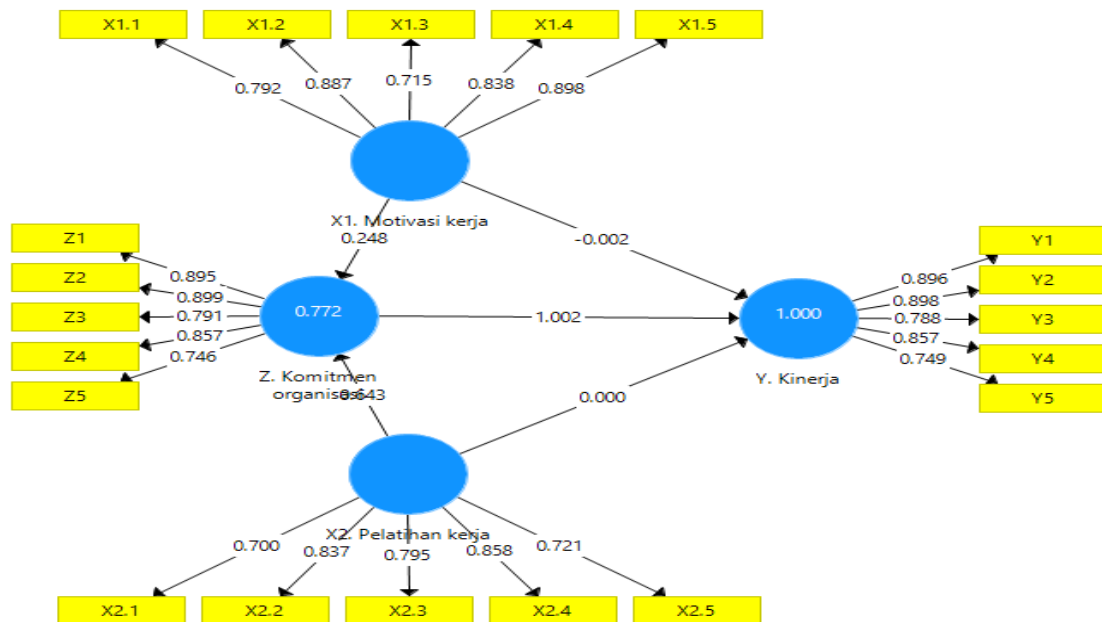 X1.1 X1.2 X1.3 X1.4 X1.5
0.792 0.887 0.715 0.838 0.898
X1. Motivasi kerja
0.248
-0.002
Z1
Z2
Z3
Z4
Z5
0.895
0.899
0.791
0.857
0.746
0.772
Z. Komitmen
organisasi
0.643
1.002
0.000
1.000
Y. Kinerja
0.896
0.898
0.788
0.857
0.749
Y1
Y2
Y3
Y4
Y5
X2. Pelatihan kerja
0.700 0.837 0.795 0.858 0.721
X2.1 X2.2 X2.3 X2.4 X2.5